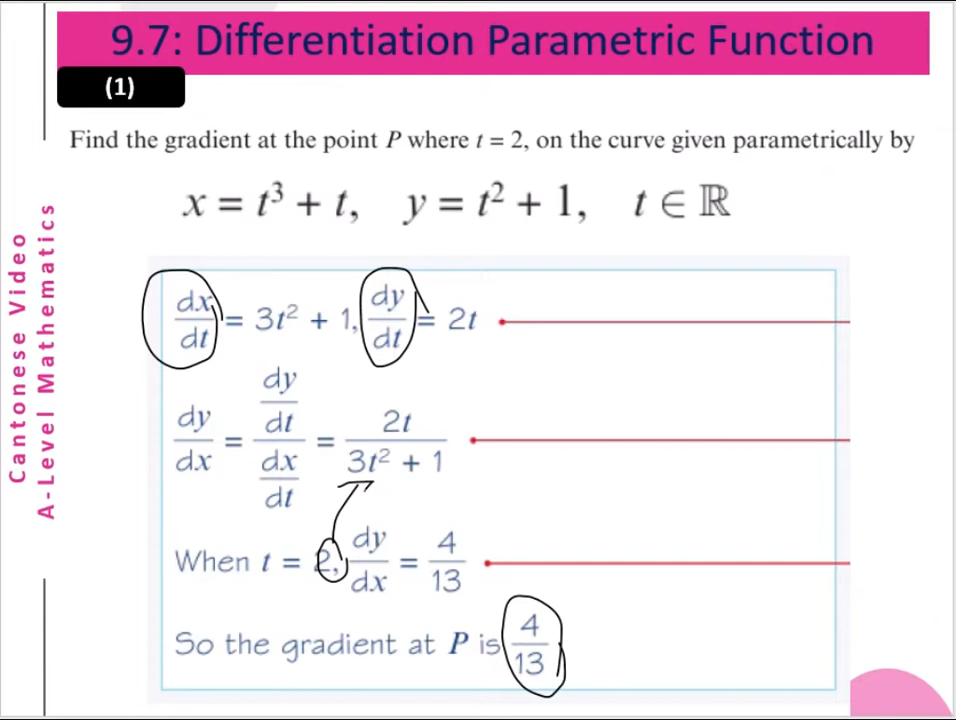 9.7: Differentiation Parametric Function
(1)
Cantonese Video
A-Level Mathematics
Find the gradient at the point P where t = 2, on the curve given parametrically by
x = t³ + t, y = t² + 1, t ∈ ℝ
dx/dt = 3t² + 1, dy/dt = 2t
dy/dx = (dy/dt)/(dx/dt) = 2t/(3t² + 1)
When t = 2, dy/dx = 4/13
So the gradient at P is 4/13